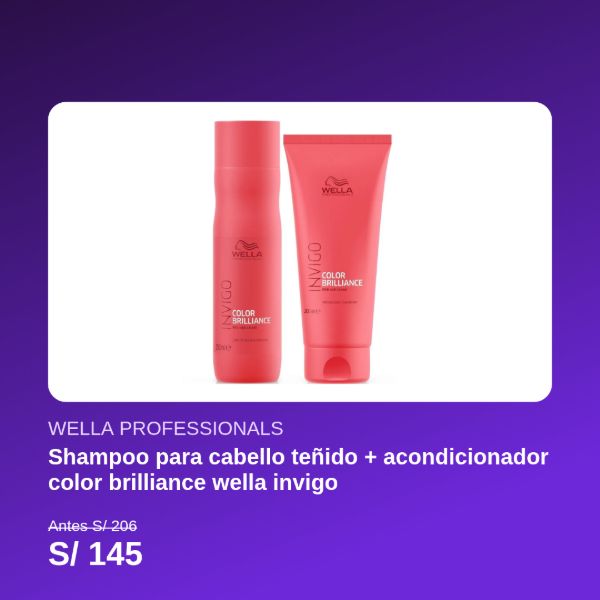 WELLA
INVIGO
COLOR
BRILLIANCE
WELLA
INVIGO
COLOR
BRILLIANCE
WELLA PROFESSIONALS
Shampoo para cabello teñido + acondicionador
color brilliance wella invigo
Antes S/ 206
S/ 145